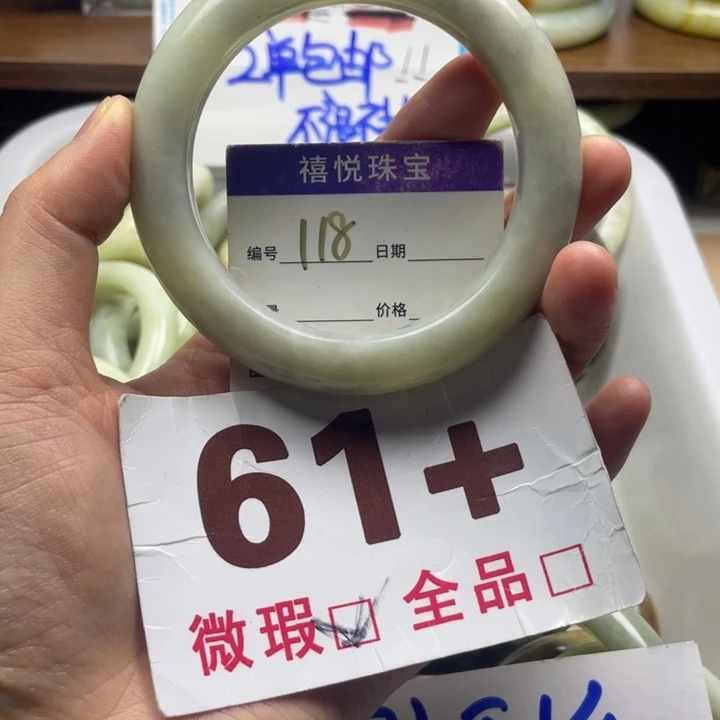 2单包邮!!
禧悦珠宝
编号 118 日期
价格
61+
微瑕☑ 全品□